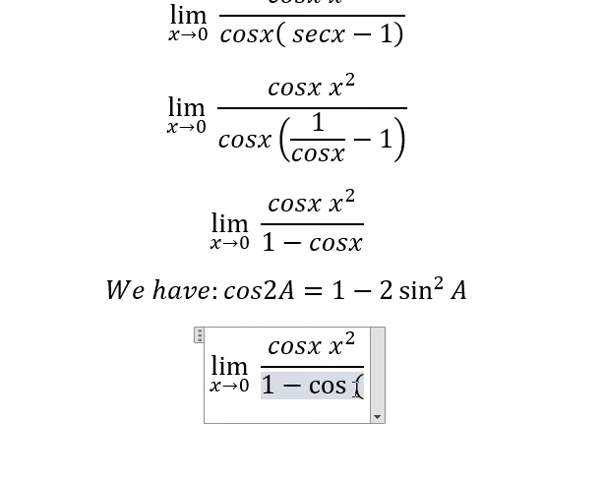 lim x→0 cosx( secx − 1)
lim x→0 cosx x² / cosx (1/cosx − 1)
lim x→0 cosx x² / 1 − cosx
We have: cos2A = 1 − 2 sin² A
lim x→0 cosx x² / 1 − cos (